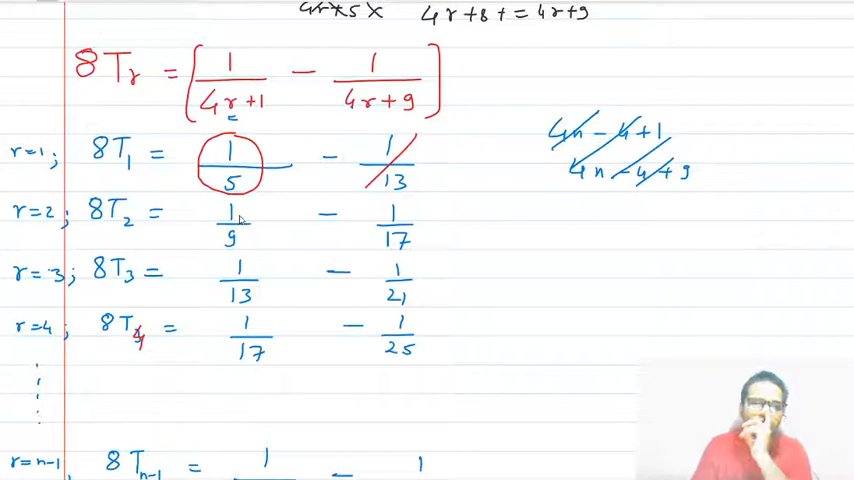 4r+8+=4r+9
8Tr = [1/(4r+1) − 1/(4r+9)]
r=1; 8T1 = 1/5 − 1/13
4n−4+1
4n−4+9
r=2; 8T2 = 1/9 − 1/17
r=3; 8T3 = 1/13 − 1/21
r=4; 8T4 = 1/17 − 1/25
r=n-1, 8Tn-1 = 1 − 1